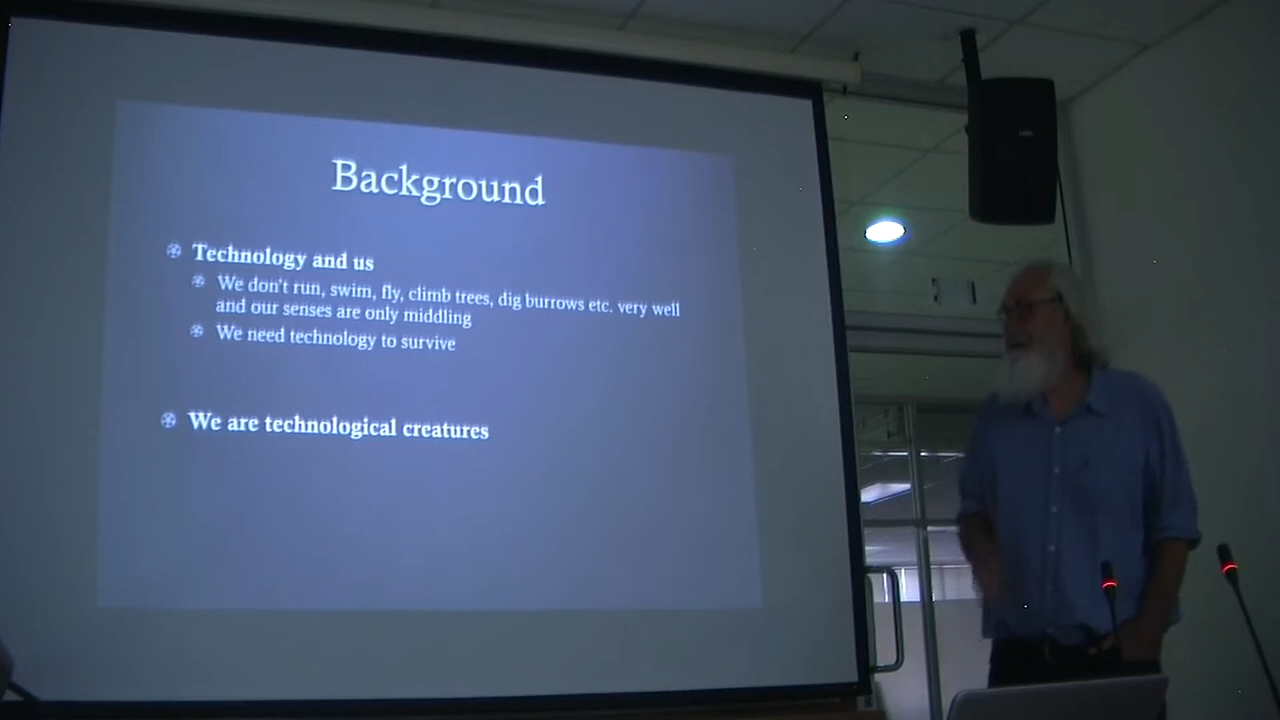 Background
Technology and us
We don't run, swim, fly, climb trees, dig burrows etc. very well
and our senses are only middling
We need technology to survive
We are technological creatures